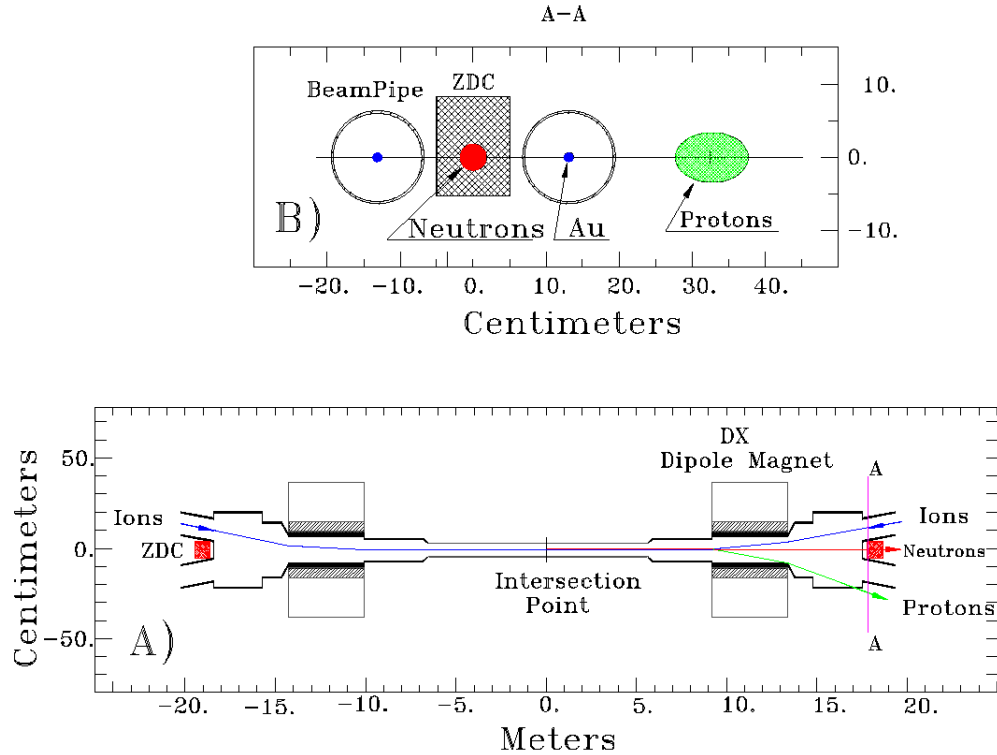 A-A
BeamPipe
ZDC
10.
0.
-10.
B)
Neutrons
Au
Protons
-20.
-10.
0.
10.
20.
30.
40.
Centimeters
DX
Dipole Magnet
A
50.
0.
-50.
Centimeters
Ions
ZDC
Ions
Neutrons
Intersection
Point
Protons
A)
A
-20.
-15.
-10.
-5.
0.
5.
10.
15.
20.
Meters